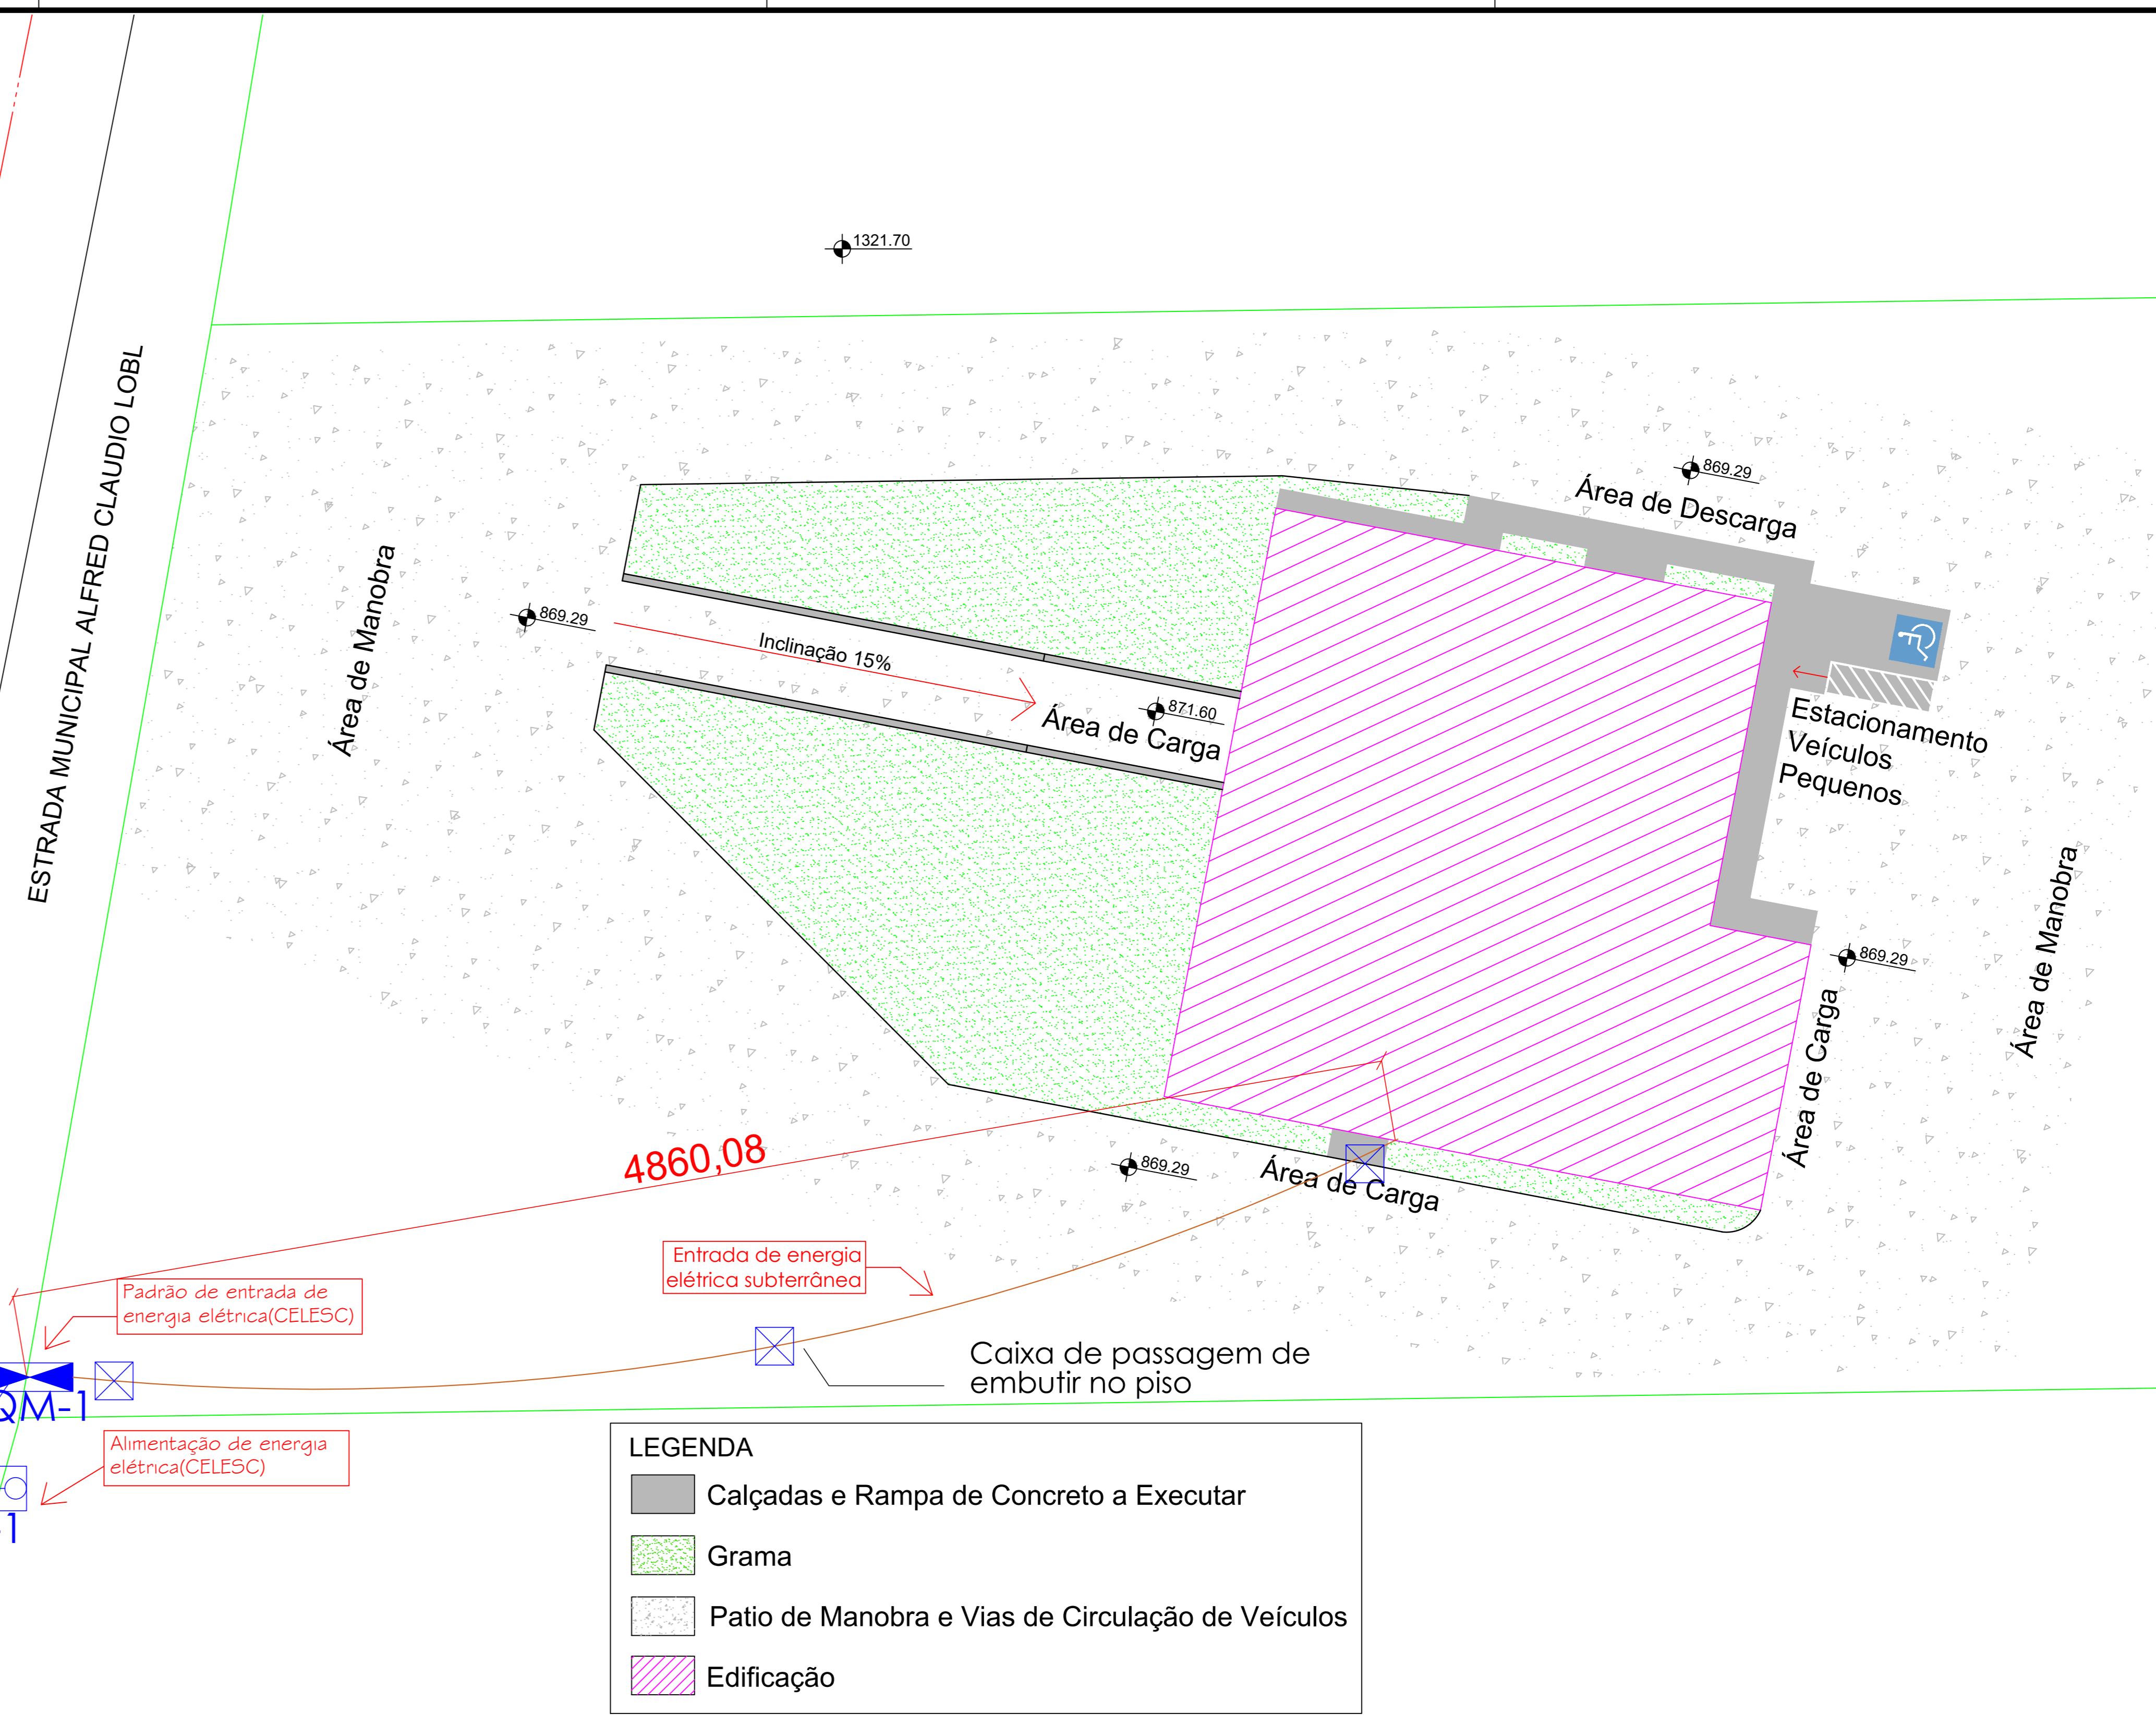 1321.70
ESTRADA MUNICIPAL ALFRED CLAUDIO LOBL
869.29
Área de Descarga
Área de Manobra
869.29
Inclinação 15%
871.60
Área de Carga
Estacionamento
Veículos
Pequenos
Área de Manobra
869.29
Área de Carga
4860,08
869.29
Área de Carga
Entrada de energia
elétrica subterrânea
Padrão de entrada de
energia elétrica(CELESC)
Caixa de passagem de
embutir no piso
QM-1
Alimentação de energia
elétrica(CELESC)
-1
LEGENDA
Calçadas e Rampa de Concreto a Executar
Grama
Patio de Manobra e Vias de Circulação de Veículos
Edificação